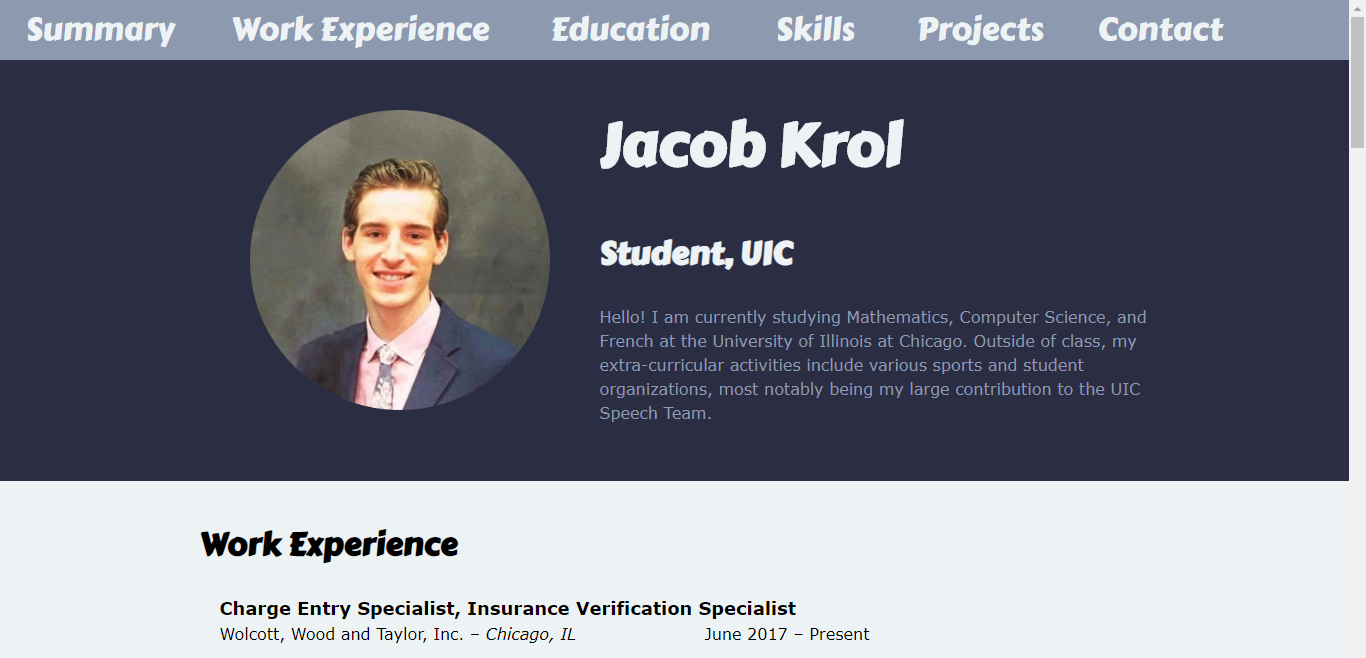 Summary Work Experience Education Skills Projects Contact
Jacob Krol
Student, UIC
Hello! I am currently studying Mathematics, Computer Science, and
French at the University of Illinois at Chicago. Outside of class, my
extra-curricular activities include various sports and student
organizations, most notably being my large contribution to the UIC
Speech Team.
Work Experience
Charge Entry Specialist, Insurance Verification Specialist
Wolcott, Wood and Taylor, Inc. – Chicago, IL June 2017 – Present